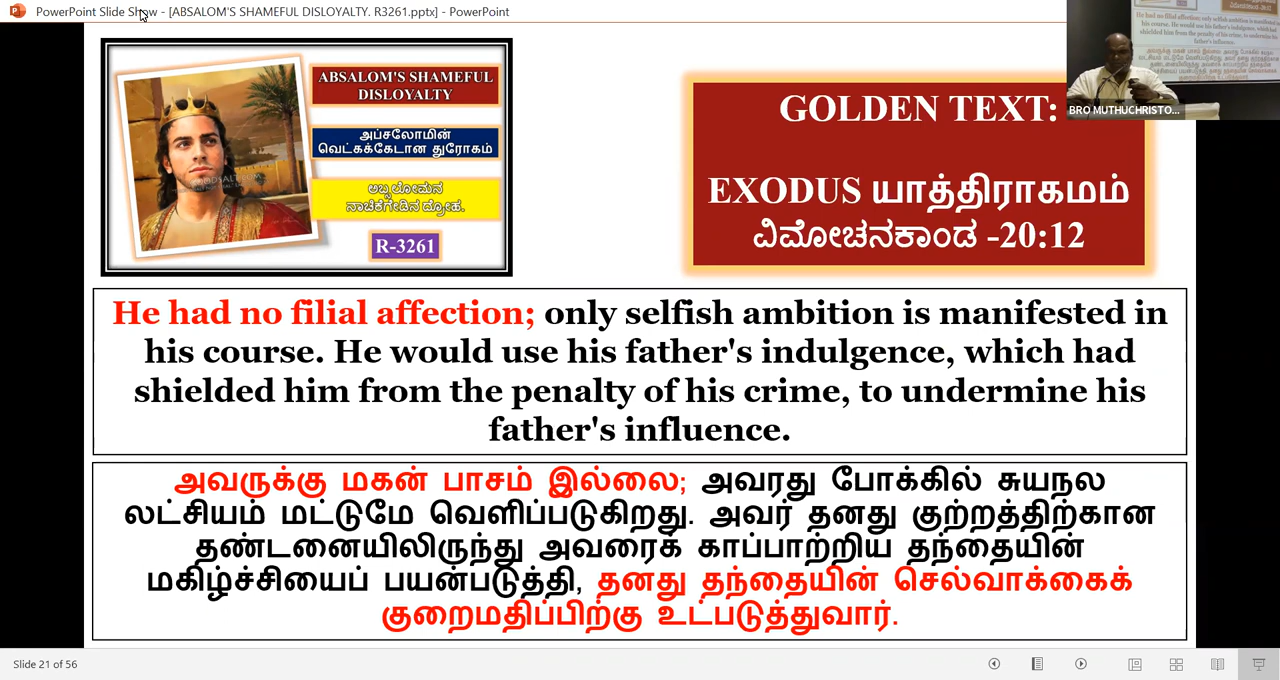 PowerPoint Slide Show - [ABSALOM'S SHAMEFUL DISLOYALTY. R3261.pptx] - PowerPoint
ABSALOM'S SHAMEFUL
DISLOYALTY
அப்சலோமின்
வெட்கக்கேடான துரோகம்
ಅಬ್ಸಲೋಮನ
ನಾಚಿಕೆಗೇಡಿನ ದ್ರೋಹ.
R-3261
GOLDEN TEXT:
EXODUS யாத்திராகமம்
ವಿಮೋಚನಕಾಂಡ -20:12
BRO MUTHUCHRISTO...
He had no filial affection; only selfish ambition is manifested in
his course. He would use his father's indulgence, which had
shielded him from the penalty of his crime, to undermine his
father's influence.
அவருக்கு மகன் பாசம் இல்லை; அவரது போக்கில் சுயநல
லட்சியம் மட்டுமே வெளிப்படுகிறது. அவர் தனது குற்றத்திற்கான
தண்டனையிலிருந்து அவரைக் காப்பாற்றிய தந்தையின்
மகிழ்ச்சியைப் பயன்படுத்தி, தனது தந்தையின் செல்வாக்கைக்
குறைமதிப்பிற்கு உட்படுத்துவார்.
Slide 21 of 56